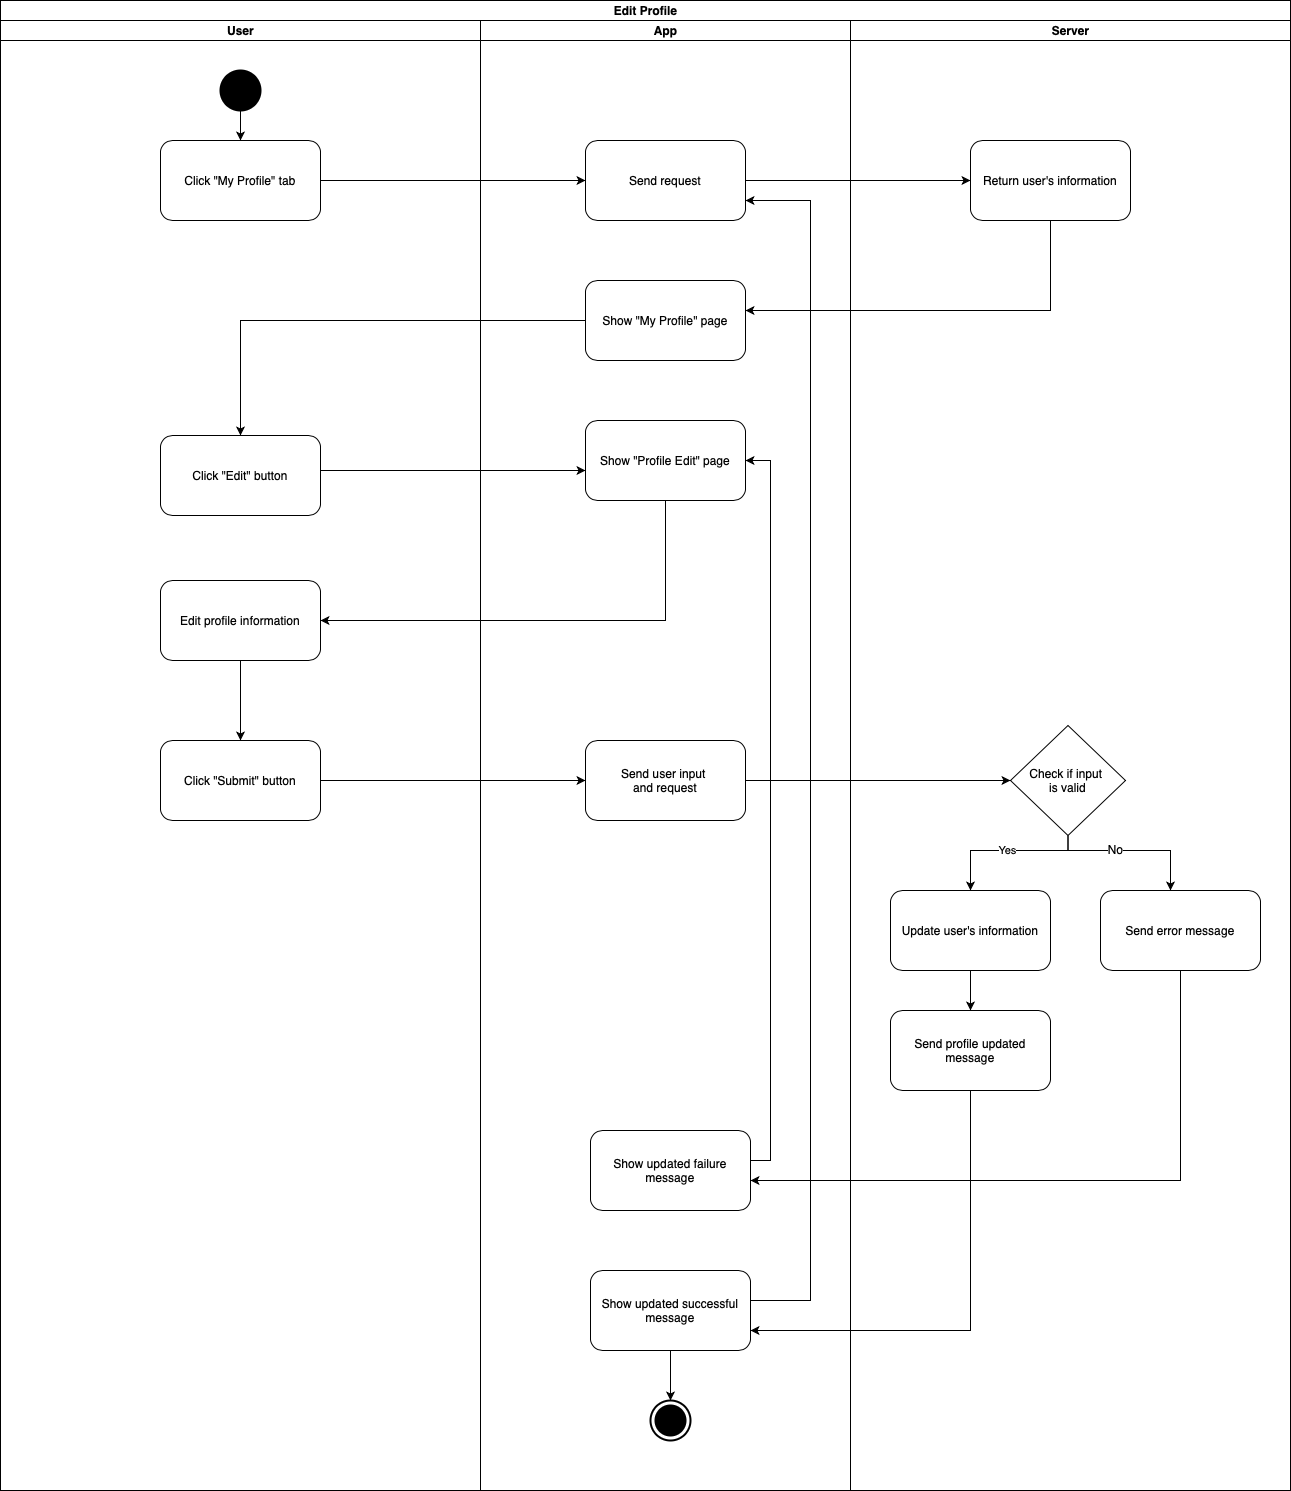 Edit Profile
User
App
Server
Click "My Profile" tab
Send request
Return user's information
Show "My Profile" page
Click "Edit" button
Show "Profile Edit" page
Edit profile information
Click "Submit" button
Send user input
and request
Check if input
is valid
Yes
No
Update user's information
Send error message
Send profile updated
message
Show updated failure
message
Show updated successful
message